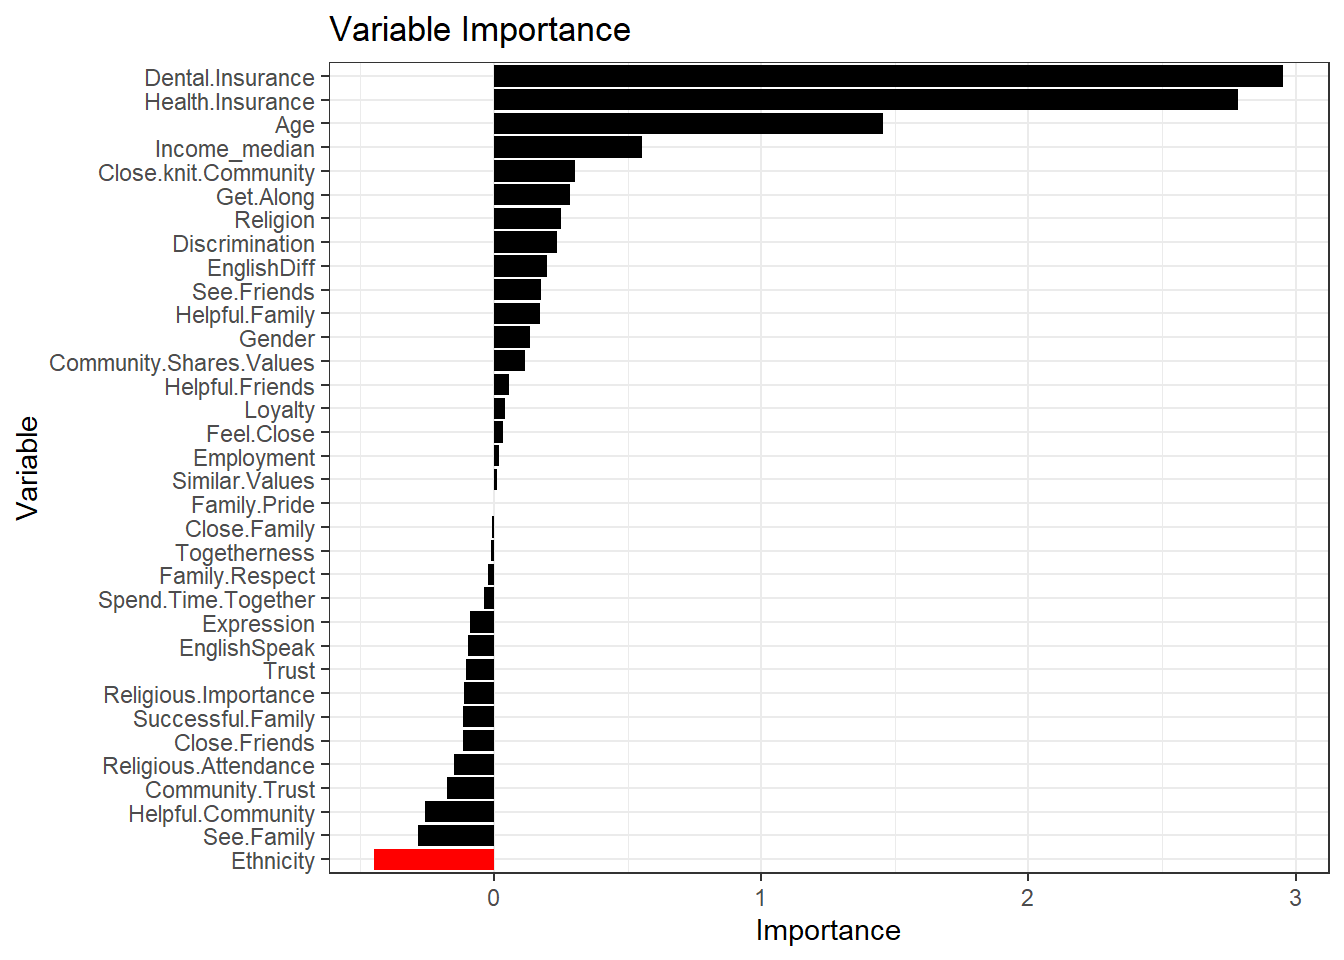 Variable Importance
Dental.Insurance
Health.Insurance
Age
Income_median
Close.knit.Community
Get.Along
Religion
Discrimination
EnglishDiff
See.Friends
Helpful.Family
Gender
Community.Shares.Values
Helpful.Friends
Loyalty
Feel.Close
Employment
Similar.Values
Family.Pride
Close.Family
Togetherness
Family.Respect
Spend.Time.Together
Expression
EnglishSpeak
Trust
Religious.Importance
Successful.Family
Close.Friends
Religious.Attendance
Community.Trust
Helpful.Community
See.Family
Ethnicity
Variable
0 1 2 3
Importance